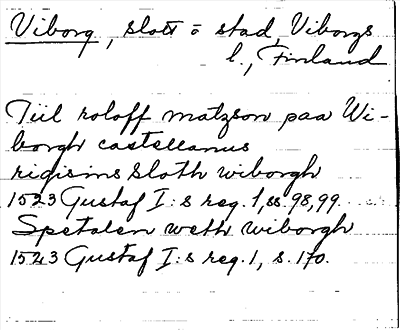 Viborg, slott o stad, Viborgs
l., Finland
Tiil roloff matzson paa Wi-
borgh castellanus
rigisins sloth wiborgh
1523 Gustaf I:s reg. 1, ss. 98, 99.
Spetalen weth wiborgh
1523 Gustaf I:s reg. 1, s. 170.